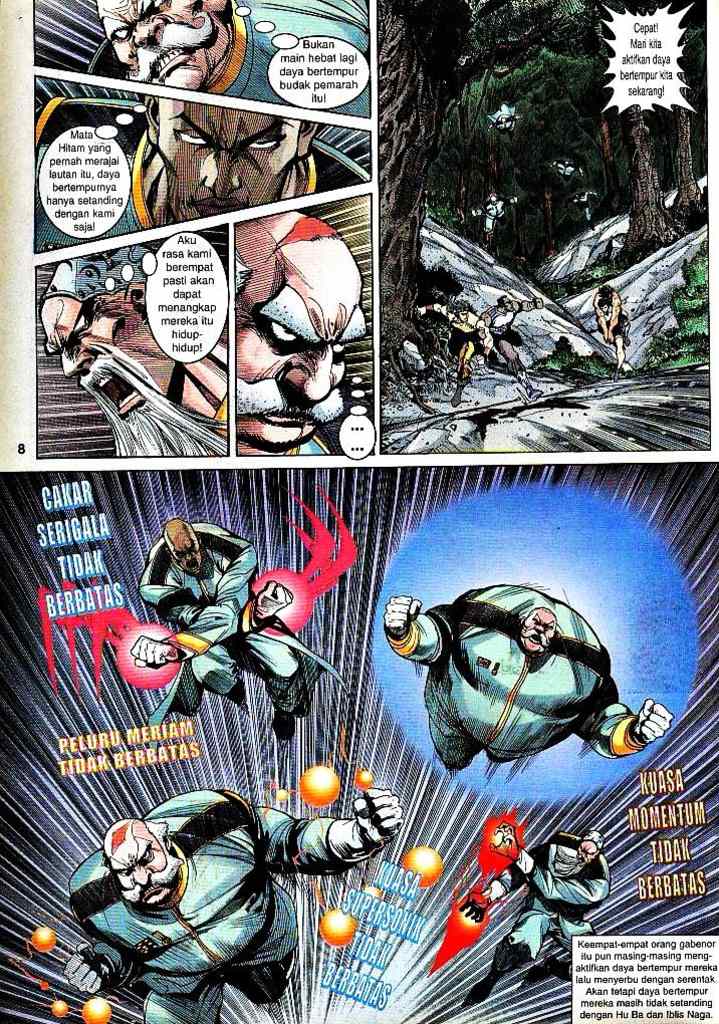 Bukan
main hebat lagi
daya bertempur
budak pemarah
itu!
Mata
Hitam yang
pernah merajai
lautan itu, daya
bertempurnya
hanya setanding
dengan kami
saja!
Aku
rasa kami
berempat
pasti akan
dapat
menangkap
mereka itu
hidup-
hidup!
...
...
Cepat!
Mari kita
aktifkan daya
bertempur kita
sekarang!
8
CAKAR
SERIGALA
TIDAK
BERBATAS
PELURU MERIAM
TIDAK BERBATAS
KUASA
MOMENTUM
TIDAK
BERBATAS
KUASA
SUPERSONIK
TIDAK
BERBATAS
Keempat-empat orang gabenor
itu pun masing-masing meng-
aktifkan daya bertempur mereka
lalu menyerbu dengan serentak.
Akan tetapi daya bertempur
mereka masih tidak setanding
dengan Hu Ba dan Iblis Naga.